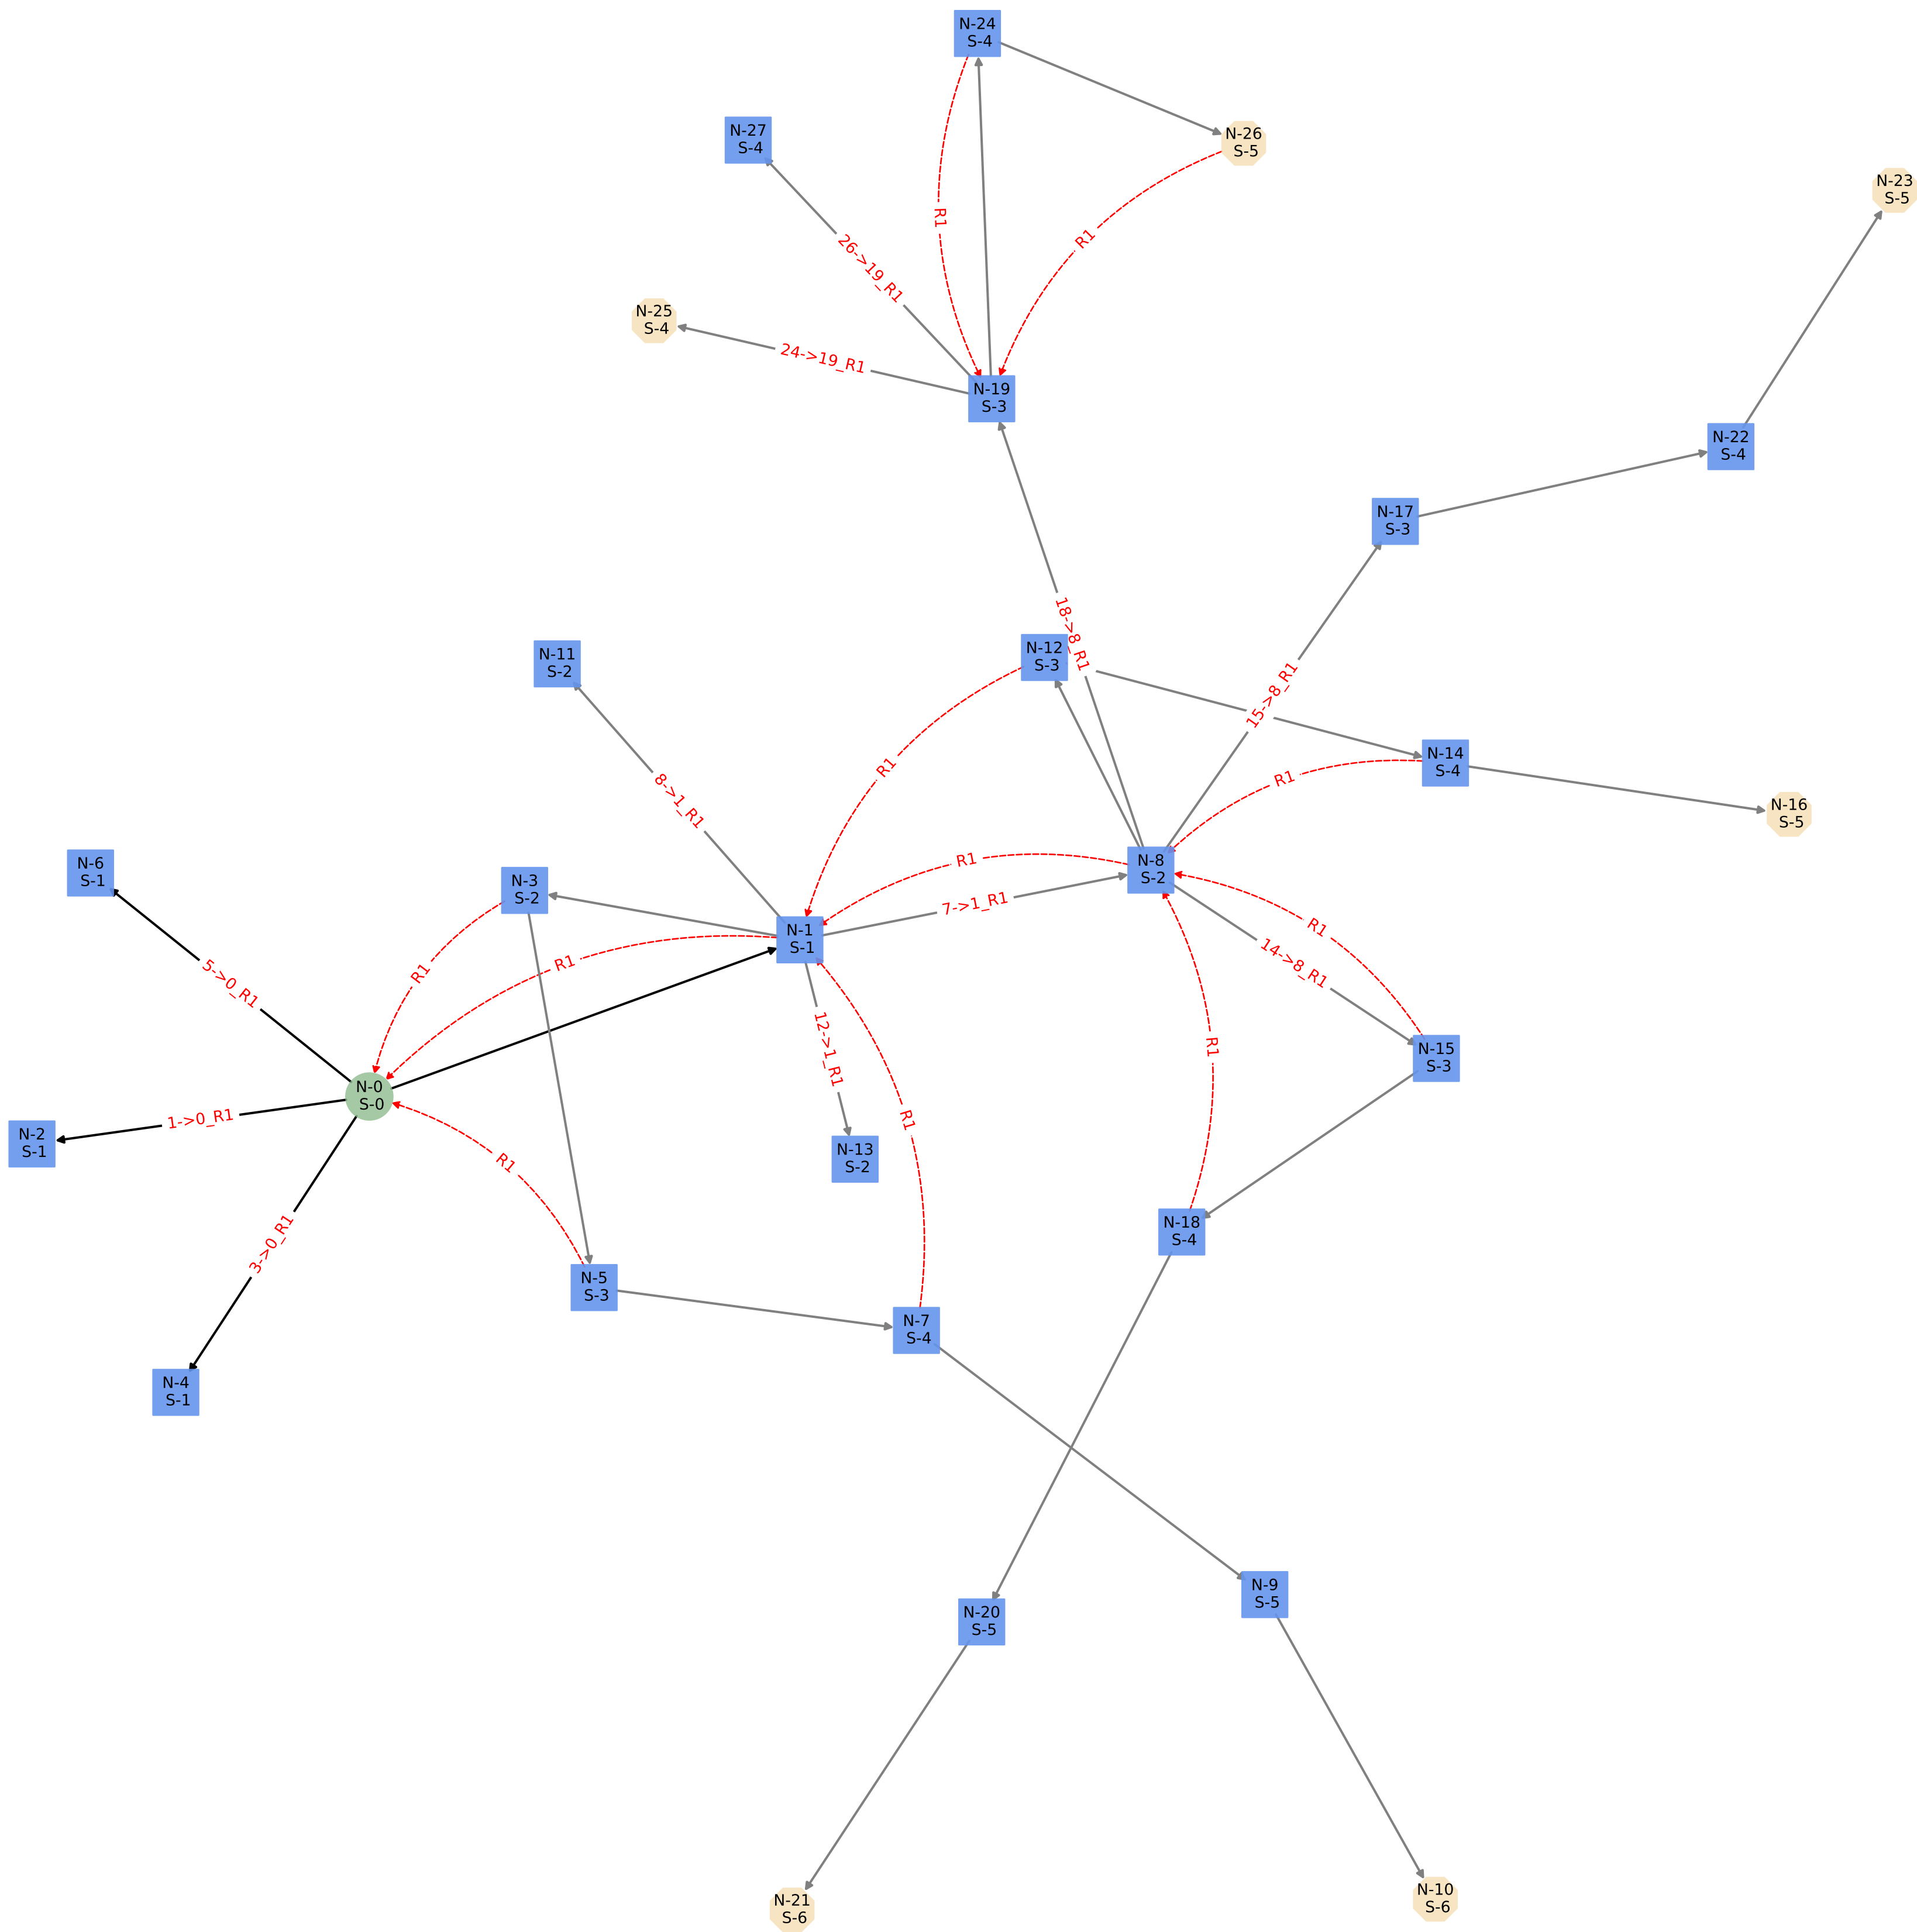 N-24
S-4
N-27
S-4
N-26
S-5
N-23
S-5
R1
R1
26->19_R1
N-25
S-4
24->19_R1
N-19
S-3
N-22
S-4
N-17
S-3
18->8_R1
N-12
S-3
N-11
S-2
15->8_R1
N-14
S-4
R1
R1
8->1_R1
N-16
S-5
N-6
S-1
N-3
S-2
R1
N-8
S-2
7->1_R1
N-1
S-1
R1
14->8_R1
R1
R1
5->0_R1
12->1_R1
R1
N-15
S-3
N-0
S-0
1->0_R1
N-2
S-1
R1
R1
N-13
S-2
3->0_R1
N-18
S-4
N-5
S-3
N-7
S-4
N-4
S-1
N-9
S-5
N-20
S-5
N-21
S-6
N-10
S-6